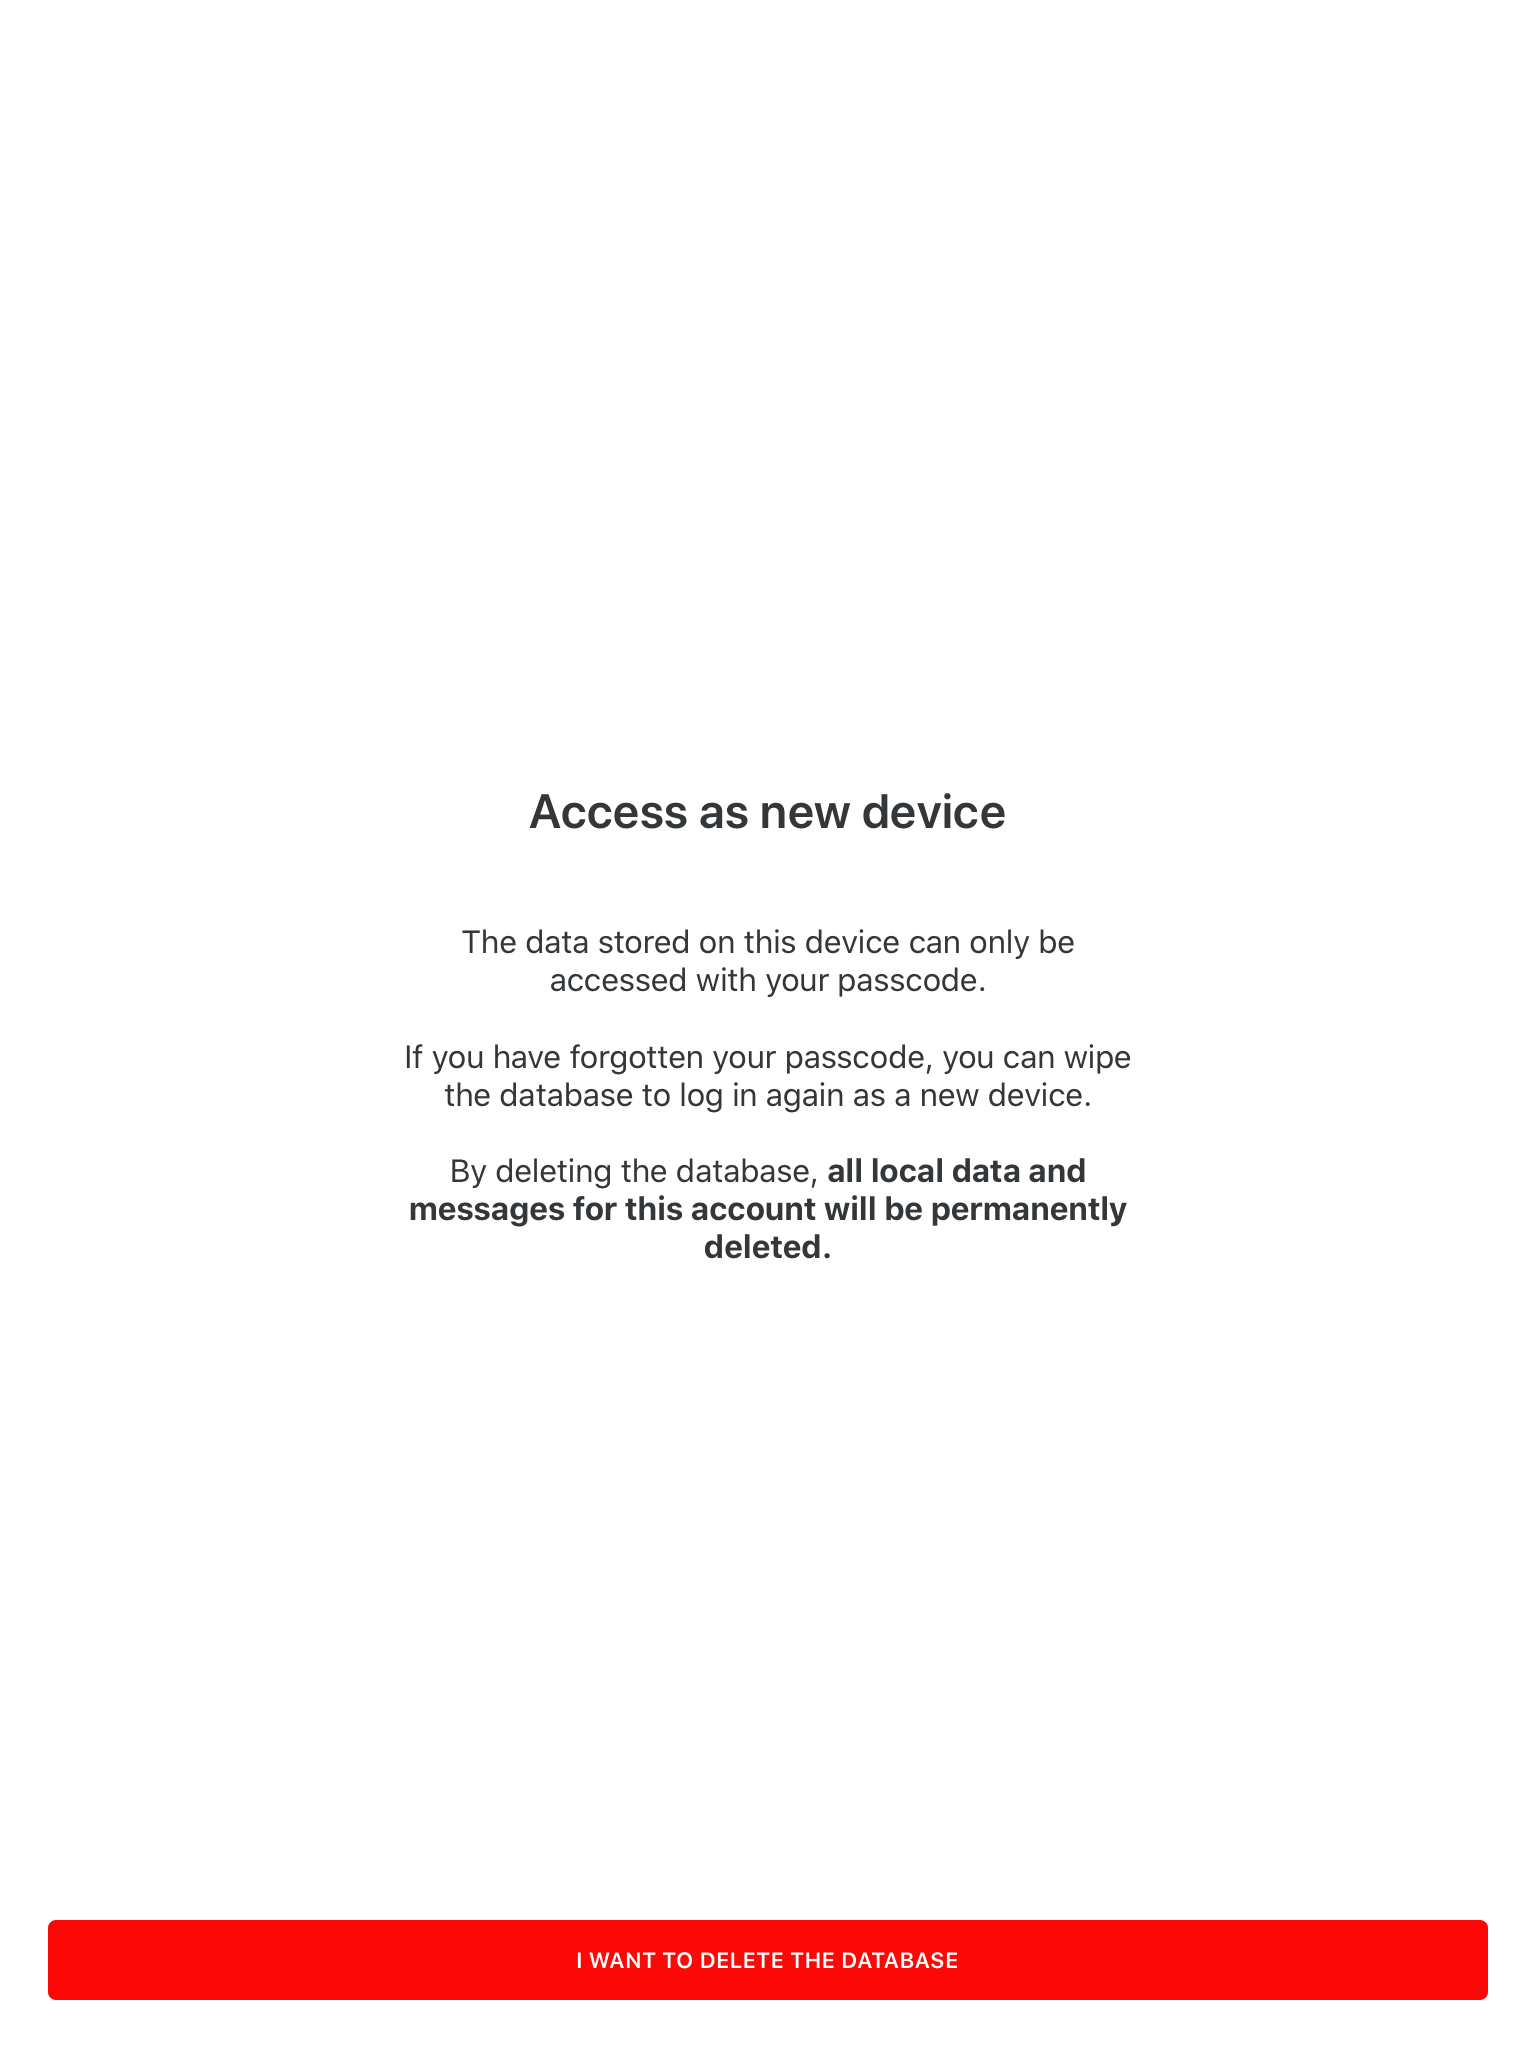 Access as new device
The data stored on this device can only be
accessed with your passcode.
If you have forgotten your passcode, you can wipe
the database to log in again as a new device.
By deleting the database, all local data and
messages for this account will be permanently
deleted.
I WANT TO DELETE THE DATABASE